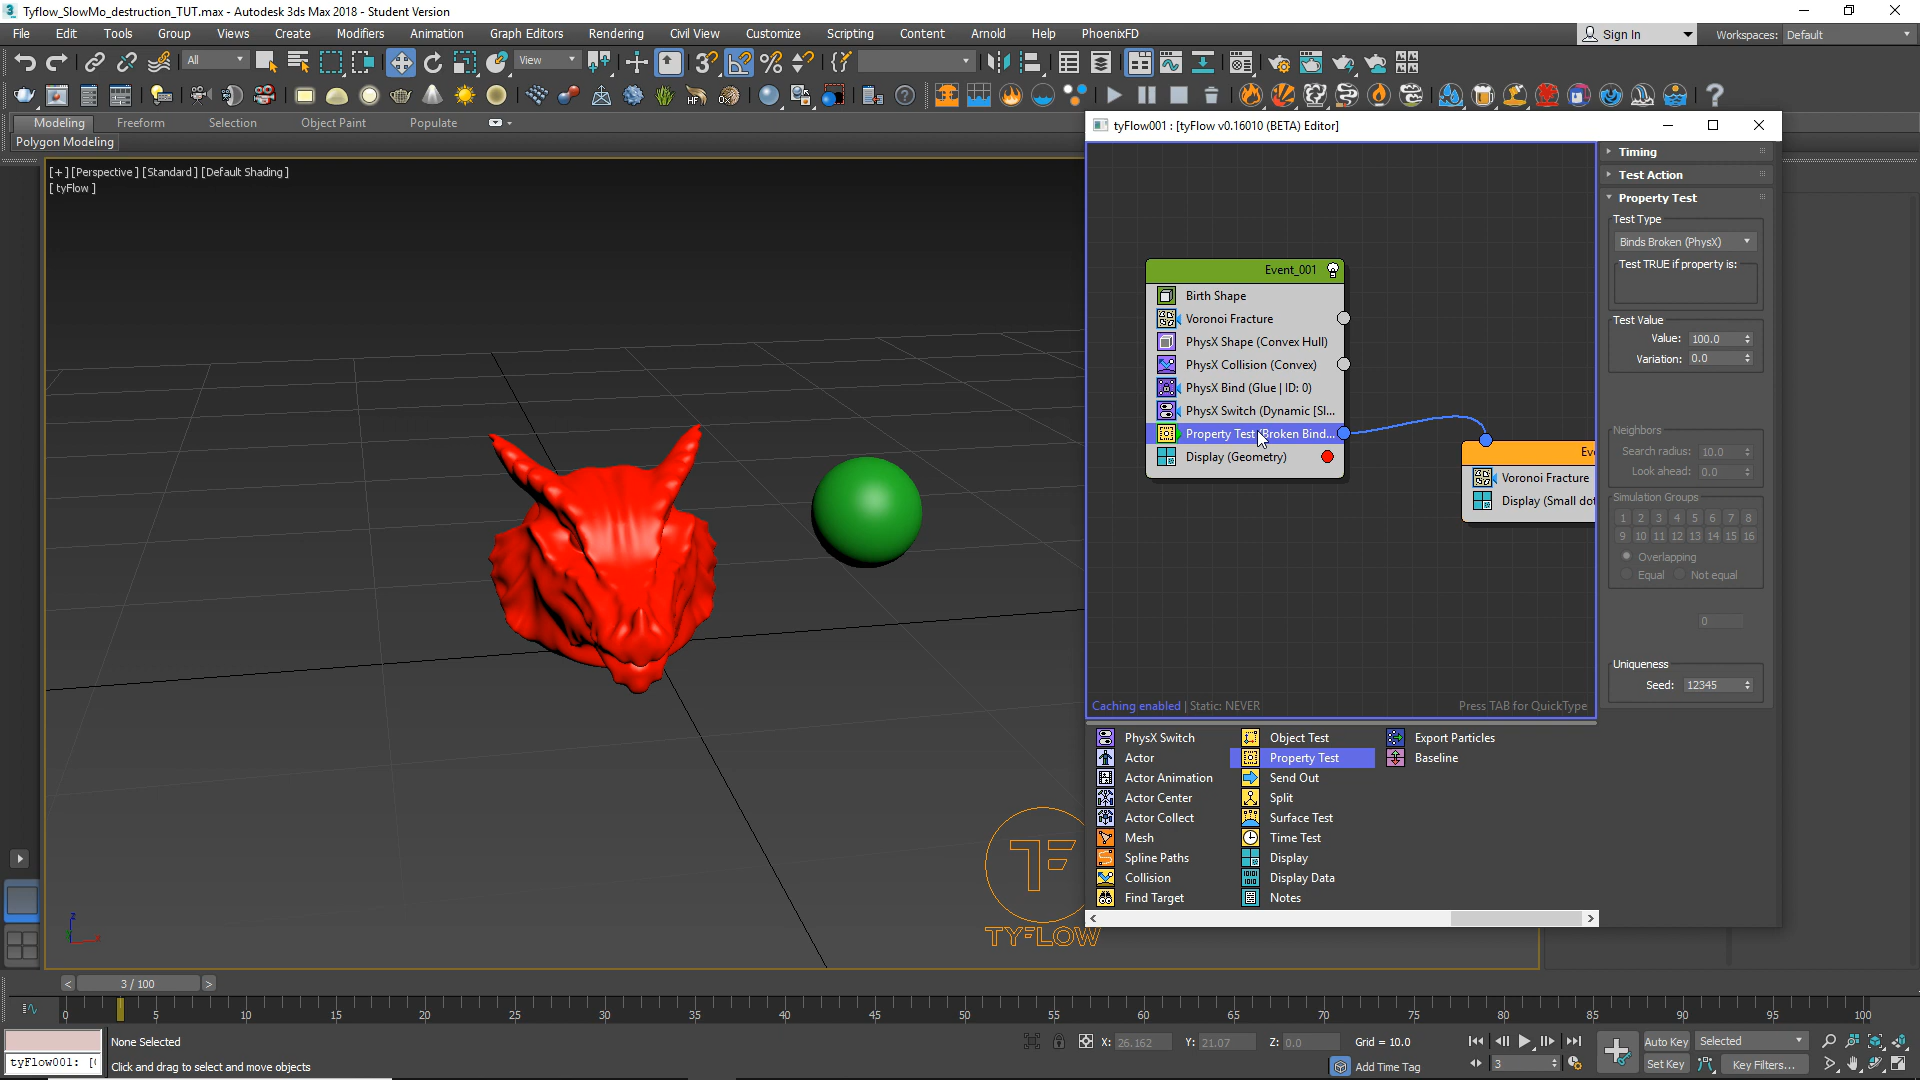 Tyflow_SlowMo_destruction_TUT.max - Autodesk 3ds Max 2018 - Student Version
File Edit Tools Group Views Create Modifiers Animation Graph Editors Rendering Civil View Customize Scripting Content Arnold Help PhoenixFD Sign In Workspaces: Default
All View
Modeling Freeform Selection Object Paint Populate
Polygon Modeling
tyFlow001 : [tyFlow v0.16010 (BETA) Editor]
[+] [Perspective ] [Standard ] [Default Shading ]
[ tyFlow ]
Event_001
Birth Shape
Voronoi Fracture
PhysX Shape (Convex Hull)
PhysX Collision (Convex)
PhysX Bind (Glue | ID: 0)
PhysX Switch (Dynamic [Sl...
Property Test (Broken Bind...
Display (Geometry)
Eve
Voronoi Fracture
Display (Small dot
Caching enabled | Static: NEVER
Press TAB for QuickType
Timing
Test Action
Property Test
Test Type
Binds Broken (PhysX)
Test TRUE if property is:
Test Value
Value: 100.0
Variation: 0.0
Neighbors
Search radius: 10.0
Look ahead: 0.0
Simulation Groups
1 2 3 4 5 6 7 8
9 10 11 12 13 14 15 16
Overlapping
Equal Not equal
0
Uniqueness
Seed: 12345
PhysX Switch Object Test Export Particles
Actor Property Test Baseline
Actor Animation Send Out
Actor Center Split
Actor Collect Surface Test
Mesh Time Test
Spline Paths Display
Collision Display Data
Find Target Notes
TF
TYFLOW
z
x
< 3 / 100 >
0 5 10 15 20 25 30 35 40 45 50 55 60 65 70 75 80 85 90 95 100
None Selected
X: 26.162 Y: 21.07 Z: 0.0 Grid = 10.0
Auto Key Selected
tyFlow001: [(
Click and drag to select and move objects
Add Time Tag
3
Set Key Key Filters...